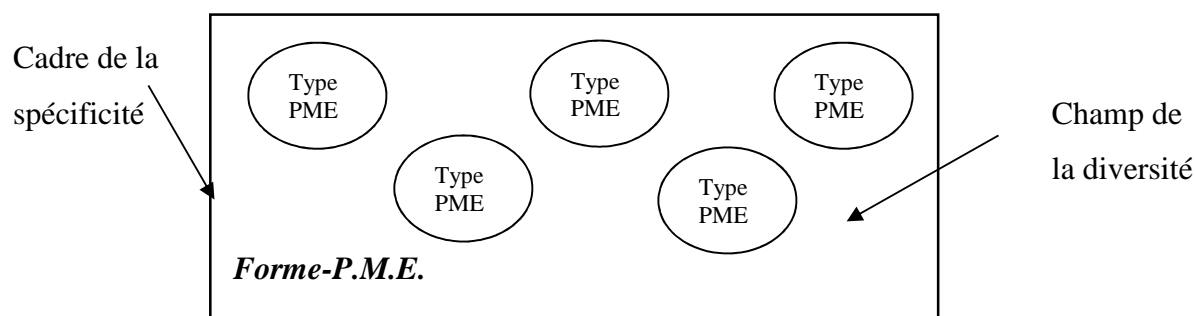 Cadre de la
spécificité
Type
PME
Type
PME
Type
PME
Type
PME
Type
PME
Champ de
la diversité
Forme-P.M.E.